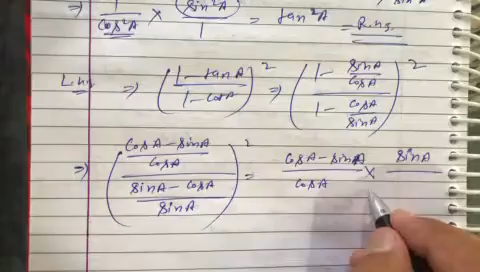 ⇒ 1/Cos²A × Sin²A/1 = tan²A = R.h.s.
L.h.s ⇒ ((1-tanA)/(1-CotA))² ⇒ ((1 - SinA/CosA)/(1 - CosA/SinA))²
⇒ (((CosA-SinA)/CosA)/((SinA-CosA)/SinA))² = (CosA-SinA)/CosA × SinA/